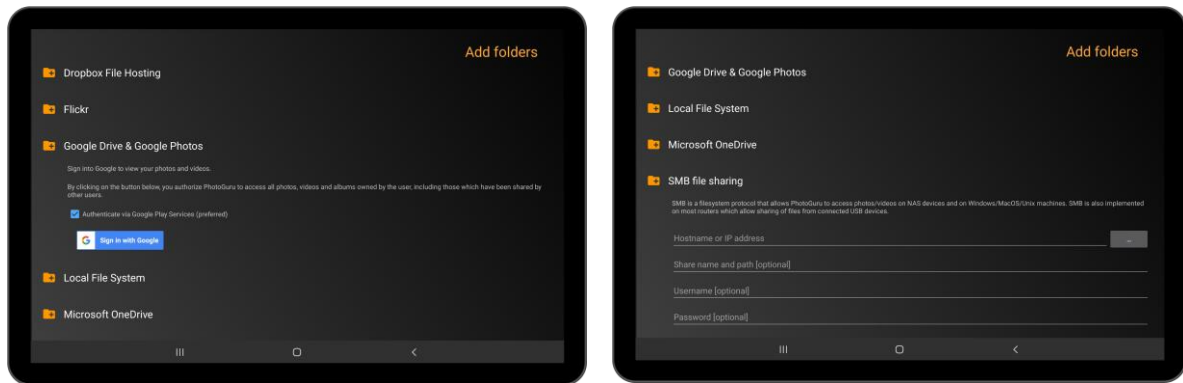 Add folders
Dropbox File Hosting
Flickr
Google Drive & Google Photos
Sign into Google to view your photos and videos.
By clicking on the button below, you authorize PhotoGuru to access all photos, videos and albums owned by the user, including those which have been shared by
other users.
Authenticate via Google Play Services (preferred)
G Sign in with Google
Local File System
Microsoft OneDrive
Add folders
Google Drive & Google Photos
Local File System
Microsoft OneDrive
SMB file sharing
SMB is a filesystem protocol that allows PhotoGuru to access photos/videos on NAS devices and on Windows/MacOS/Unix machines. SMB is also implemented
on most routers which allow sharing of files from connected USB devices.
Hostname or IP address
...
Share name and path [optional]
Username [optional]
Password [optional]